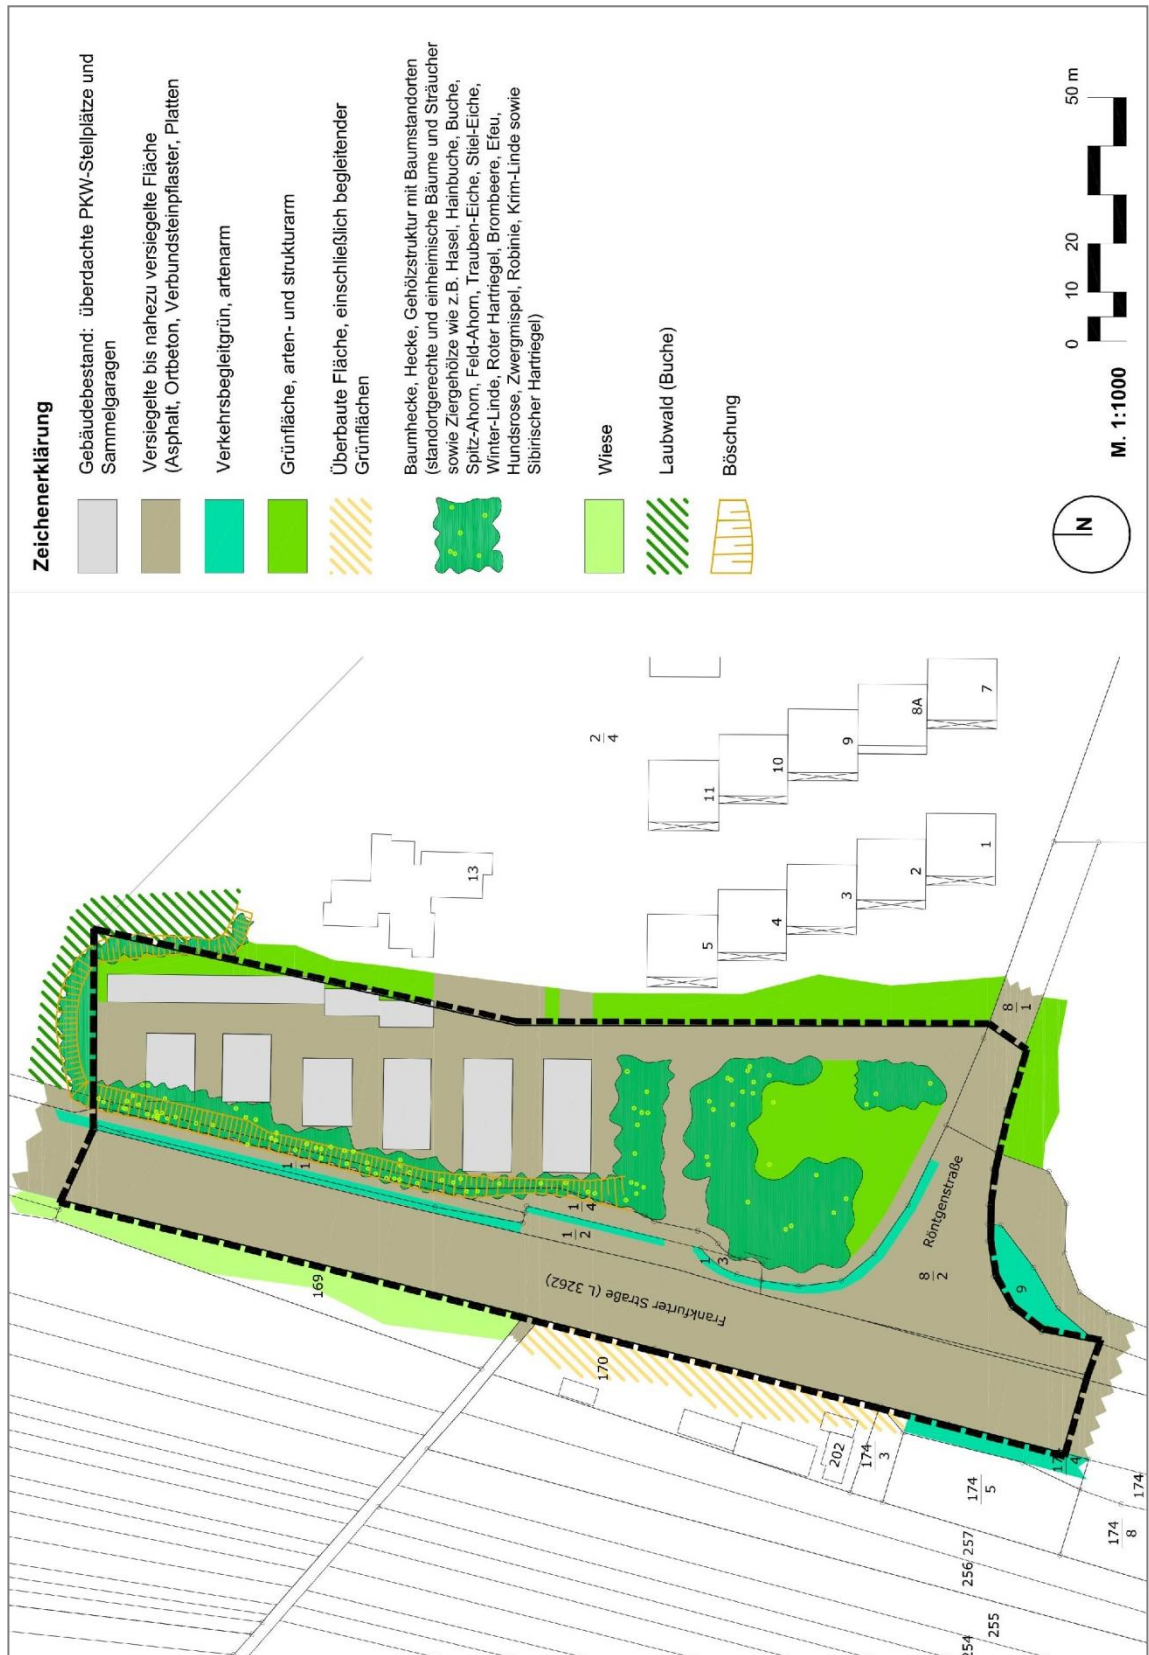 Zeichenerklärung
Gebäudebestand: überdachte PKW-Stellplätze und
Sammelgaragen
Versiegelte bis nahezu versiegelte Fläche
(Asphalt, Ortbeton, Verbundsteinpflaster, Platten
Verkehrsbegleitgrün, artenarm
Grünfläche, arten- und strukturarm
Überbaute Fläche, einschließlich begleitender
Grünflächen
Baumhecke, Hecke, Gehölzstruktur mit Baumstandorten
(standortgerechte und einheimische Bäume und Sträucher
sowie Ziergehölze wie z.B. Hasel, Hainbuche, Buche,
Spitz-Ahorn, Feld-Ahorn, Trauben-Eiche, Stiel-Eiche,
Winter-Linde, Roter Hartriegel, Brombeere, Efeu,
Hundsrose, Zwergmispel, Robinie, Krim-Linde sowie
Sibirischer Hartriegel)
Wiese
Laubwald (Buche)
Böschung
N
M. 1:1000
0 10 20 50 m
169
170
202
174
3
174
5
174
8
174
256 257
255
254
1
1
1
4
1
2
1
3
Frankfurter Straße (L 3262)
Röntgenstraße
8
2
8
1
9
13
2
4
11
10
9
8A
7
5
4
3
2
1